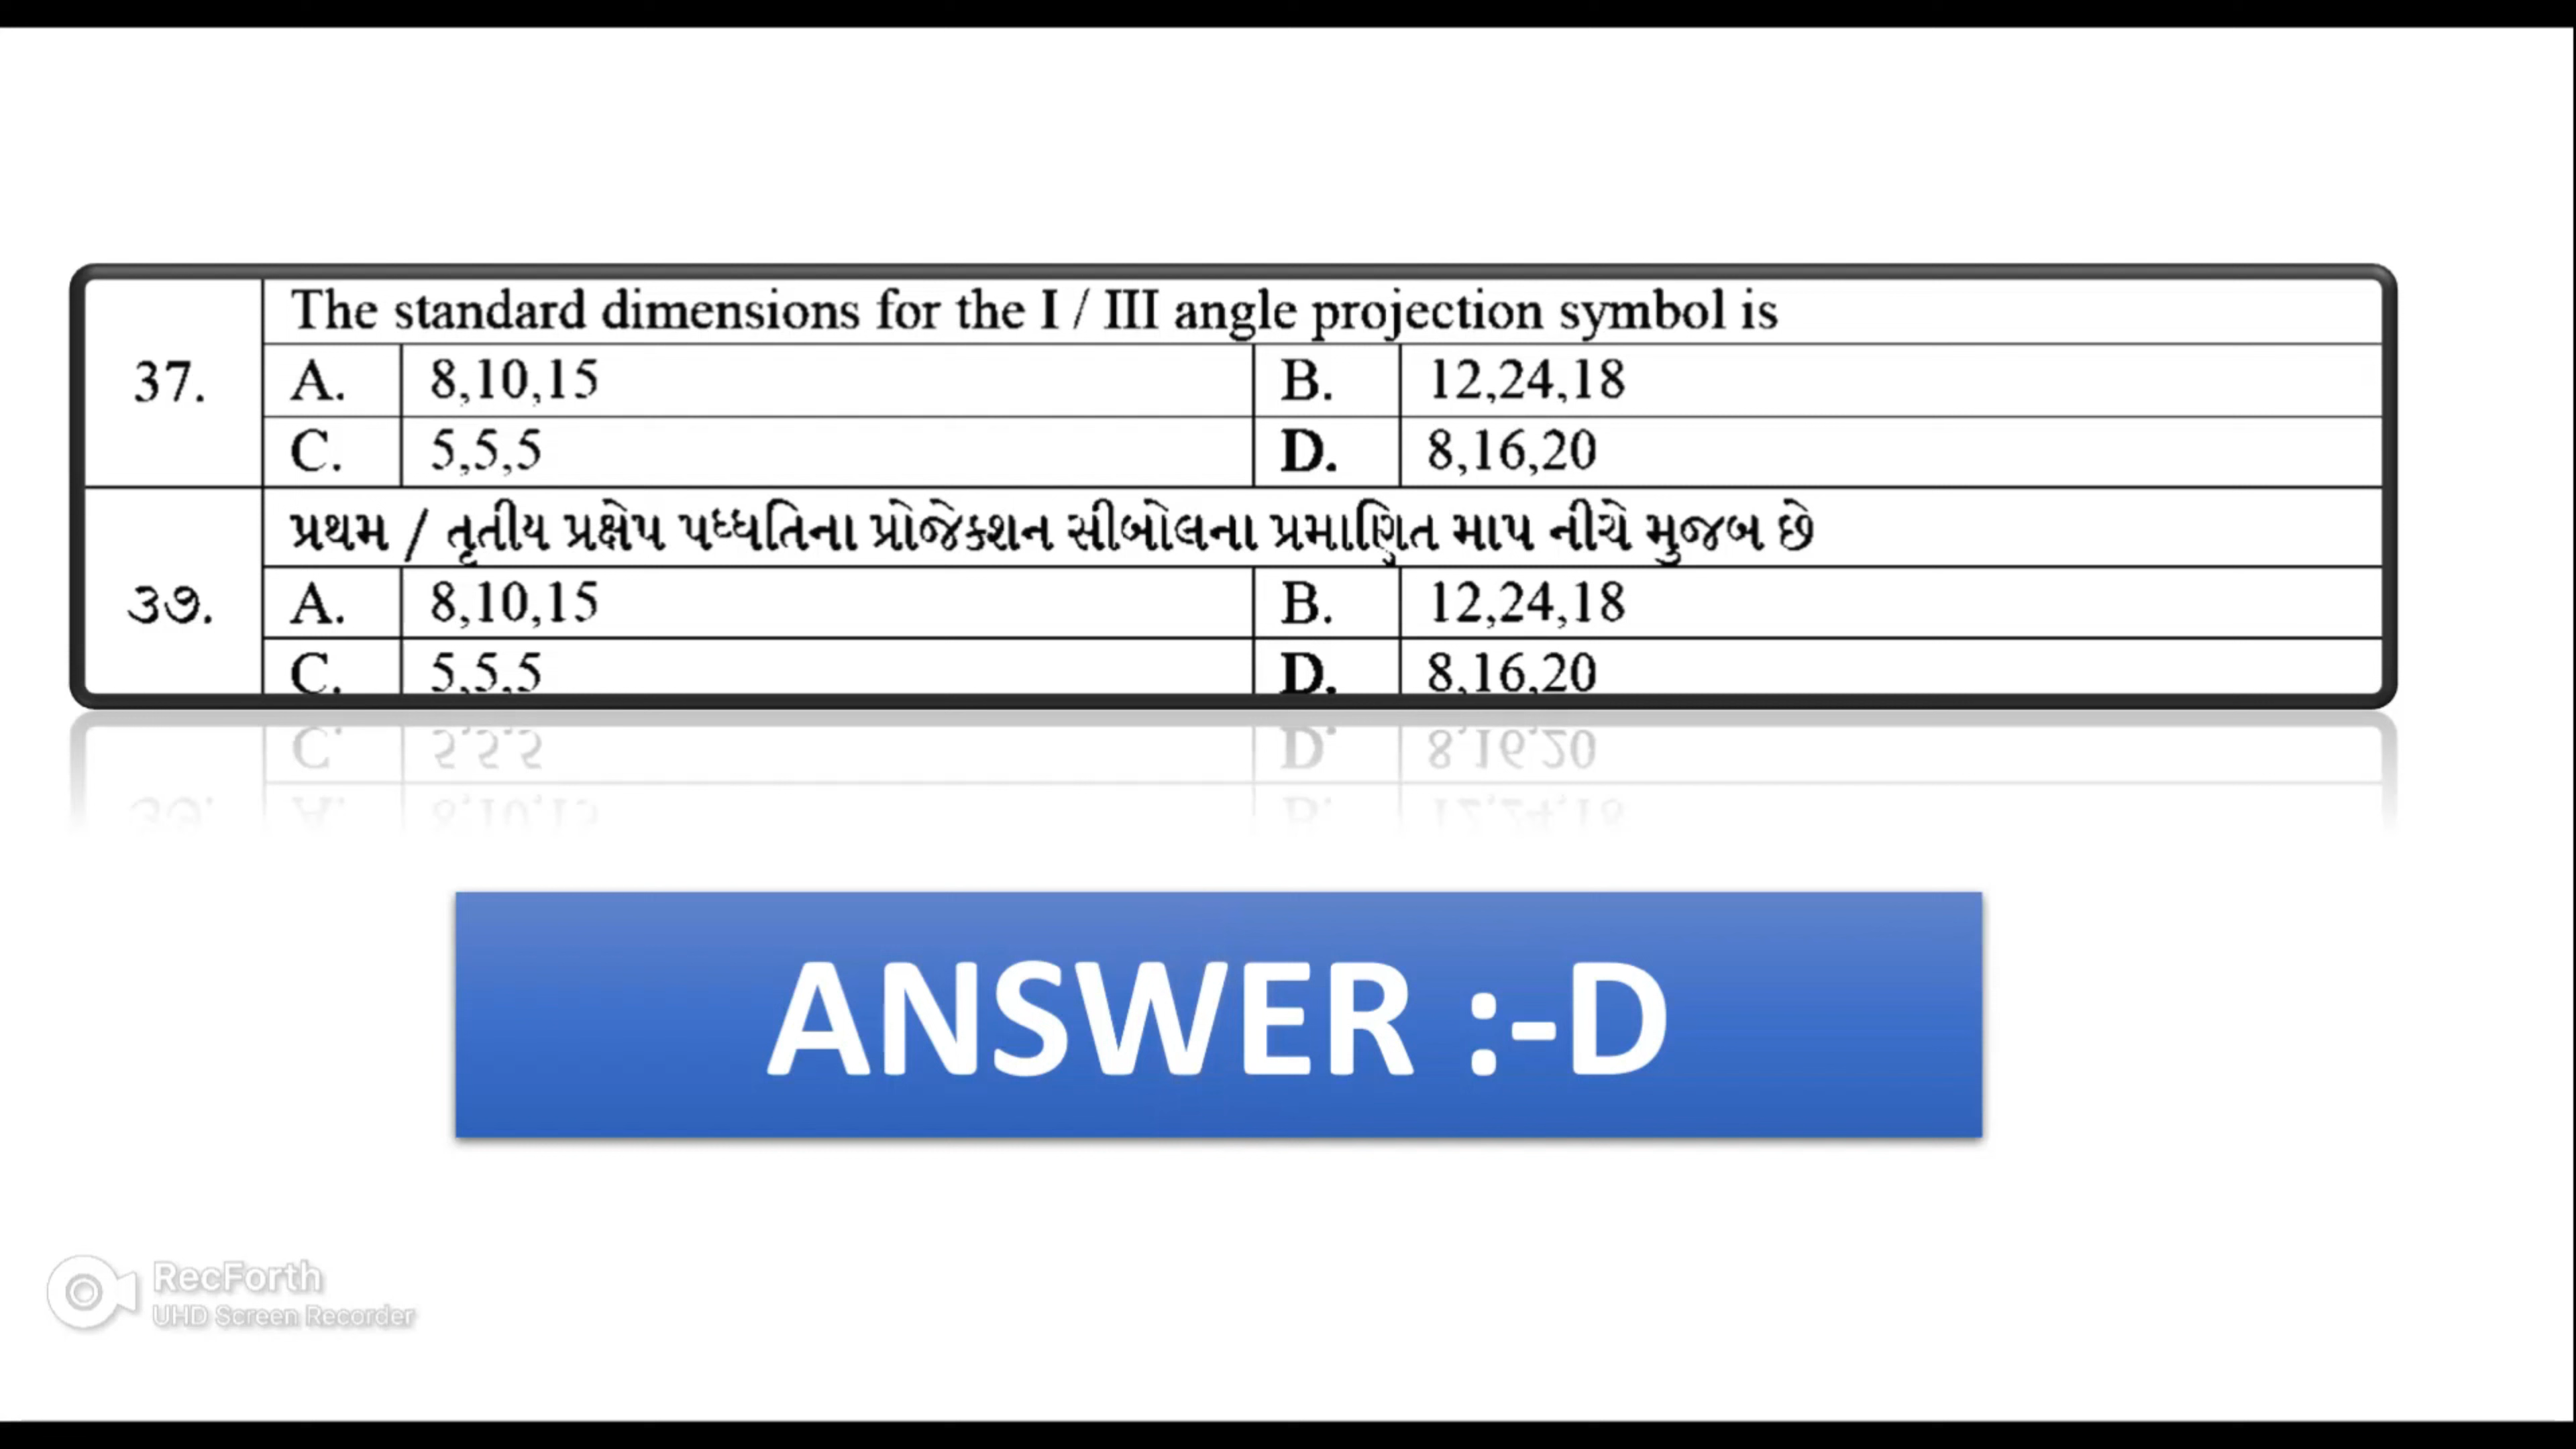 The standard dimensions for the I / III angle projection symbol is
37. A. 8,10,15 B. 12,24,18
C. 5,5,5 D. 8,16,20
પ્રથમ / તૃતીય પ્રક્ષેપ પધ્ધતિના પ્રોજેક્શન સીબોલના પ્રમાણિત માપ નીચે મુજબ છે
૩૭. A. 8,10,15 B. 12,24,18
C. 5,5,5 D. 8,16,20
ANSWER :-D
RecForth
UHD Screen Recorder